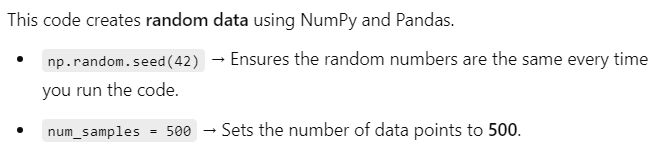 This code creates random data using NumPy and Pandas.
• np.random.seed(42) → Ensures the random numbers are the same every time
you run the code.
• num_samples = 500 → Sets the number of data points to 500.